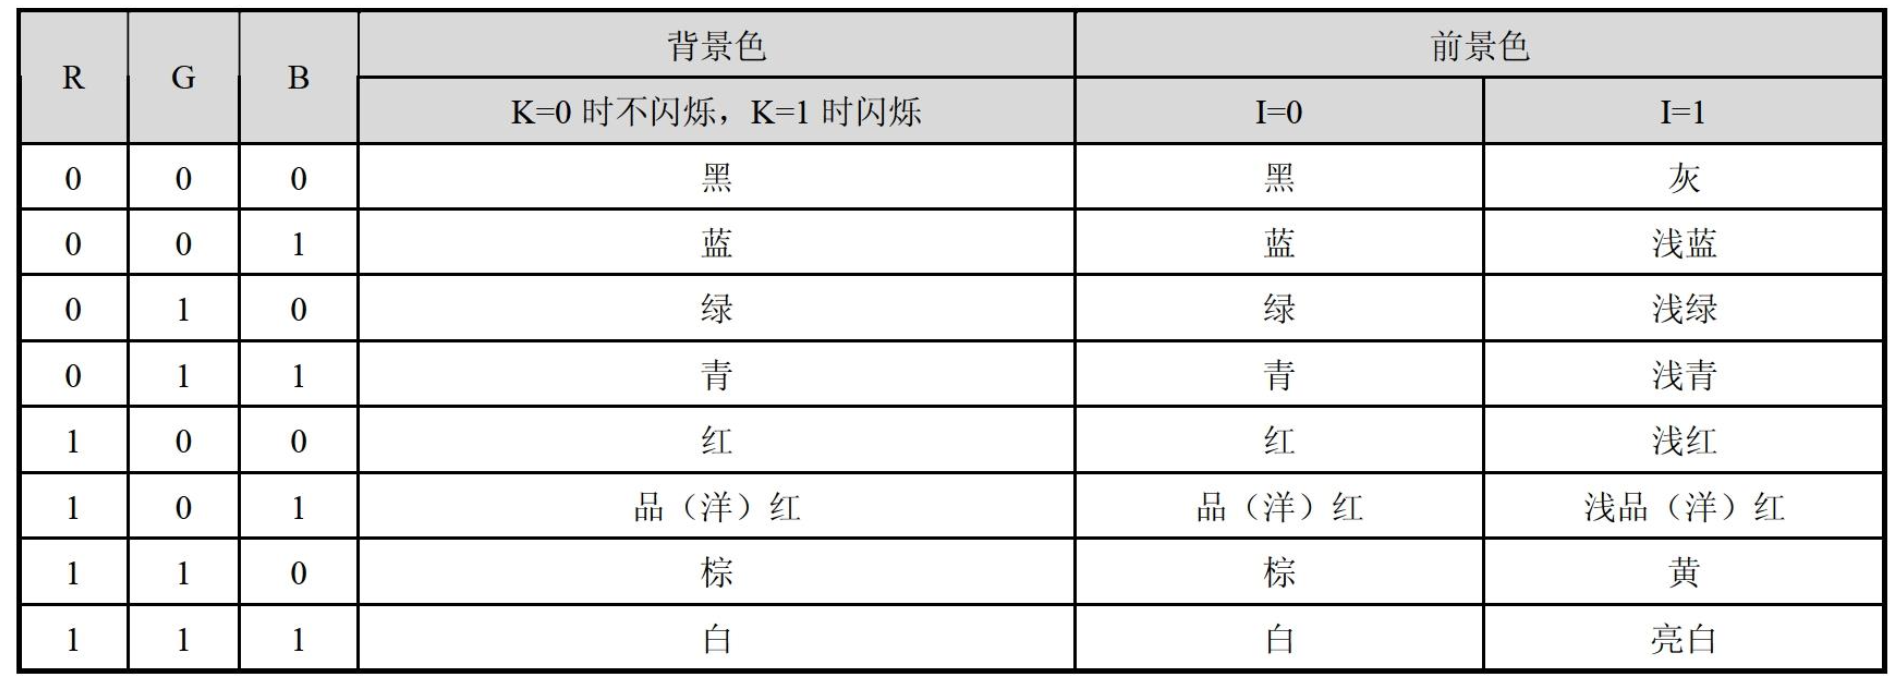 R G B 背景色 前景色
K=0 时不闪烁，K=1 时闪烁 I=0 I=1
0 0 0 黑 黑 灰
0 0 1 蓝 蓝 浅蓝
0 1 0 绿 绿 浅绿
0 1 1 青 青 浅青
1 0 0 红 红 浅红
1 0 1 品（洋）红 品（洋）红 浅品（洋）红
1 1 0 棕 棕 黄
1 1 1 白 白 亮白